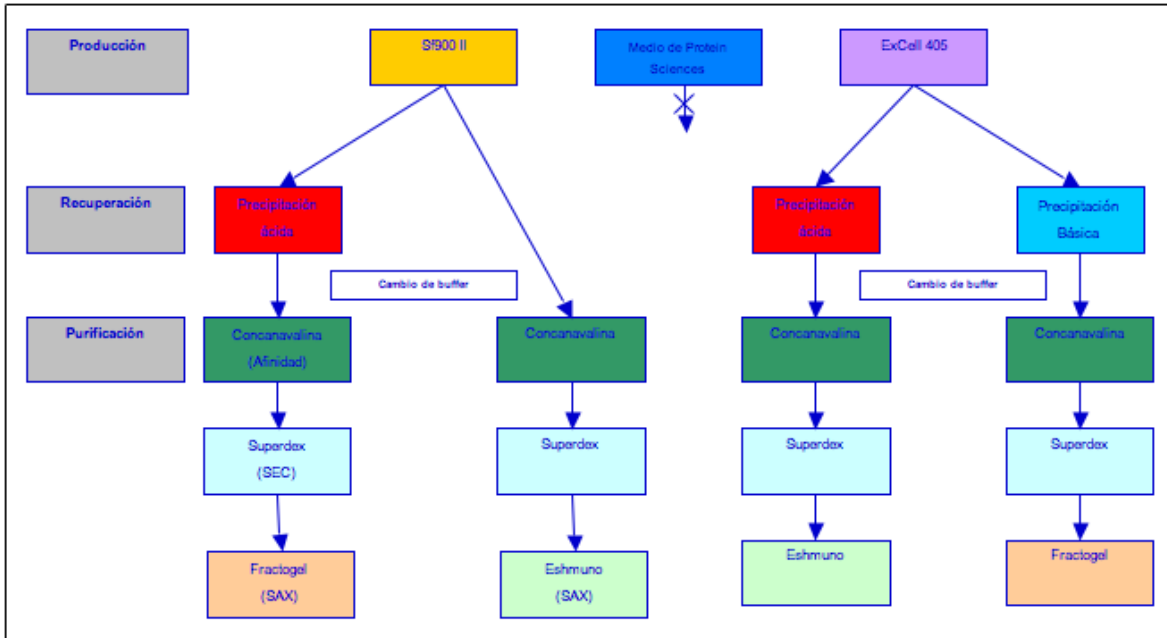 Producción
Sf900 II
Medio de Protein
Sciences
ExCell 405
Recuperación
Precipitación
ácida
Precipitación
ácida
Precipitación
Básica
Cambio de buffer
Cambio de buffer
Purificación
Concanavalina
(Afinidad)
Concanavalina
Concanavalina
Concanavalina
Superdex
(SEC)
Superdex
Superdex
Superdex
Fractogel
(SAX)
Eshmuno
(SAX)
Eshmuno
Fractogel